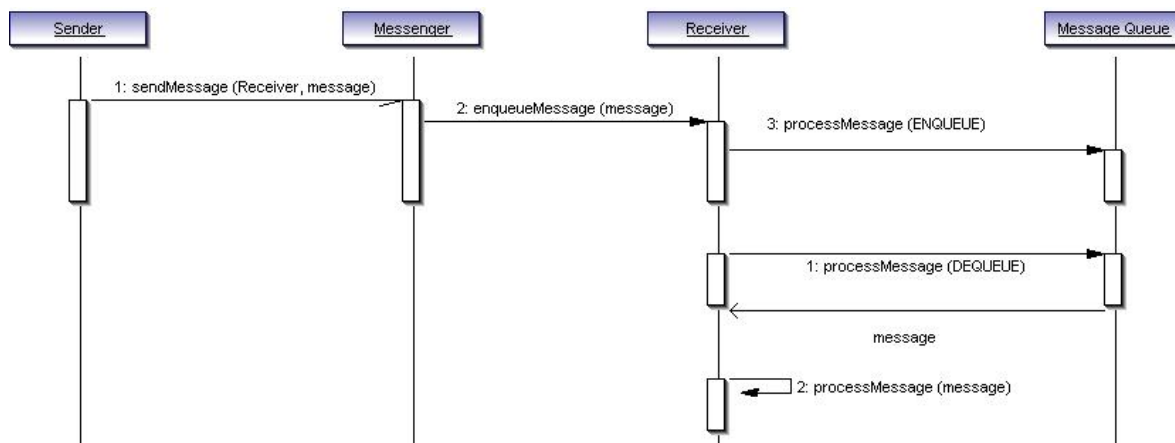 Sender
Messenger
Receiver
Message Queue
1: sendMessage (Receiver, message)
2: enqueueMessage (message)
3: processMessage (ENQUEUE)
1: processMessage (DEQUEUE)
message
2: processMessage (message)